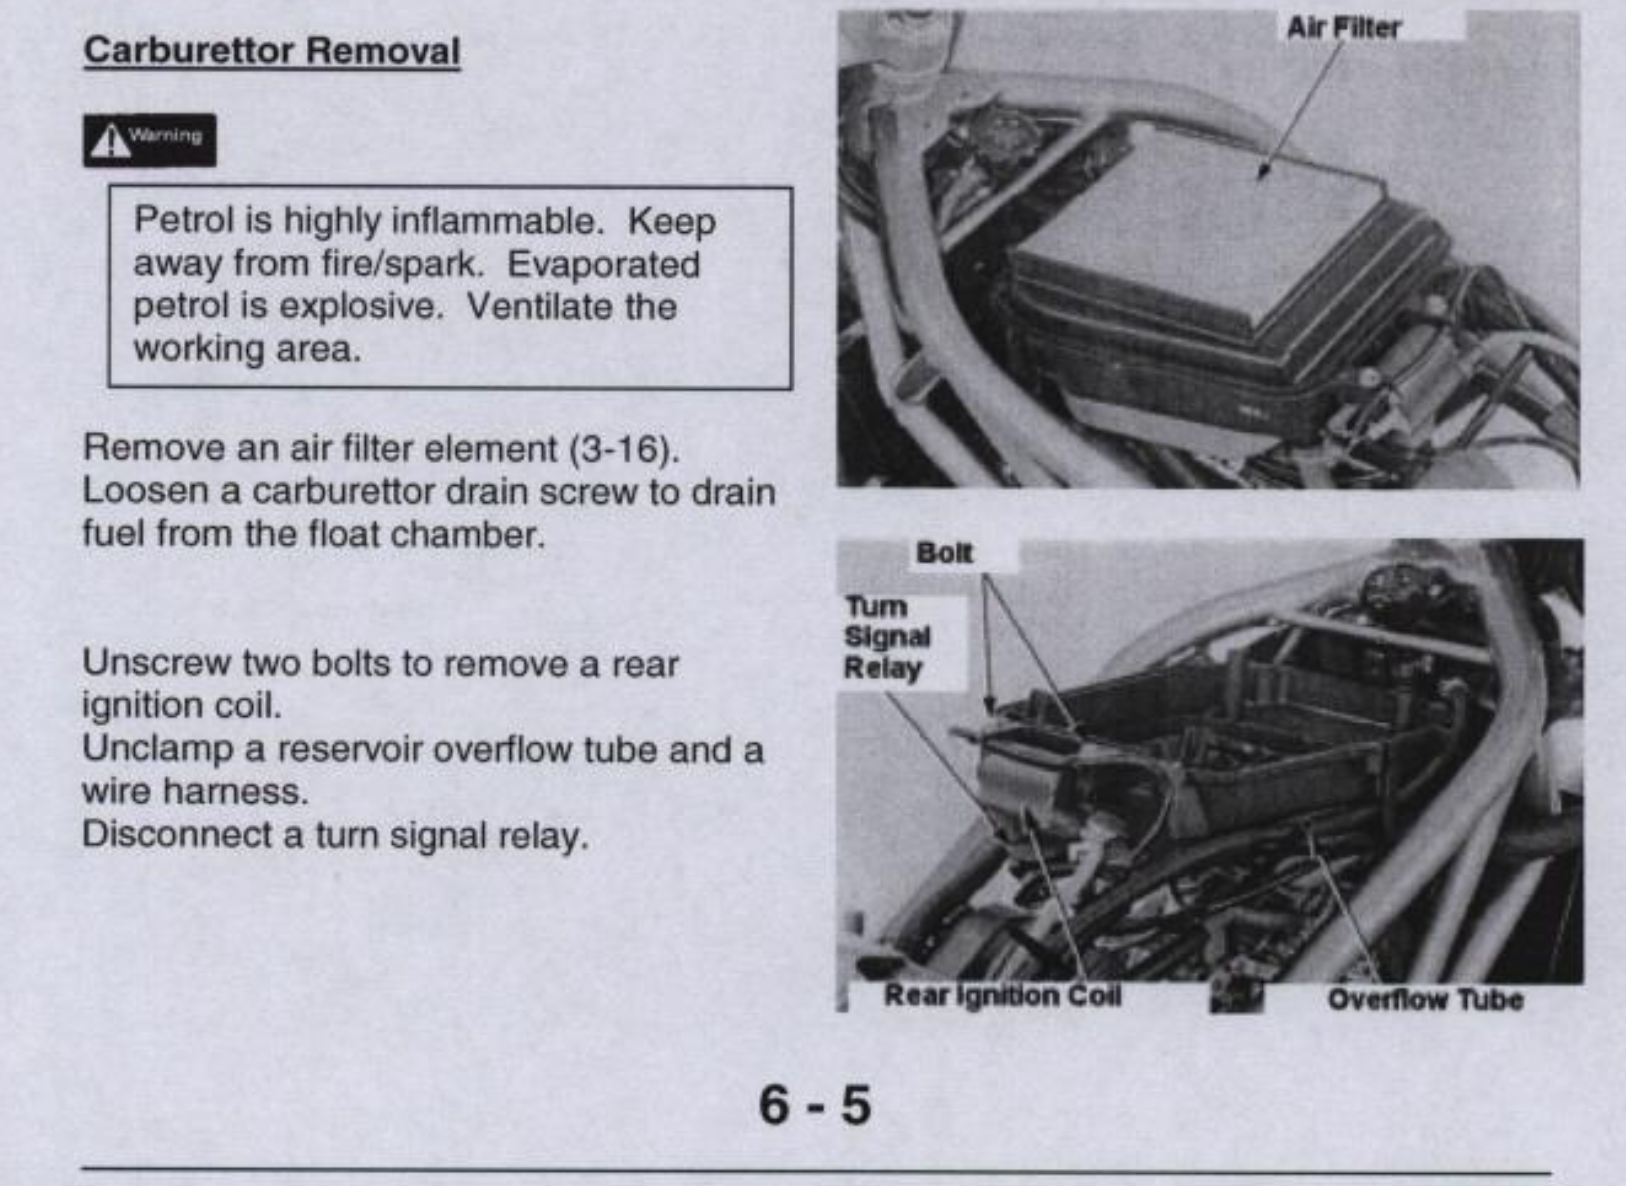 Carburettor Removal
Warning
Petrol is highly inflammable. Keep
away from fire/spark. Evaporated
petrol is explosive. Ventilate the
working area.
Remove an air filter element (3-16).
Loosen a carburettor drain screw to drain
fuel from the float chamber.
Unscrew two bolts to remove a rear
ignition coil.
Unclamp a reservoir overflow tube and a
wire harness.
Disconnect a turn signal relay.
Air Filter
Bolt
Turn
Signal
Relay
Rear Ignition Coil
Overflow Tube
6 - 5